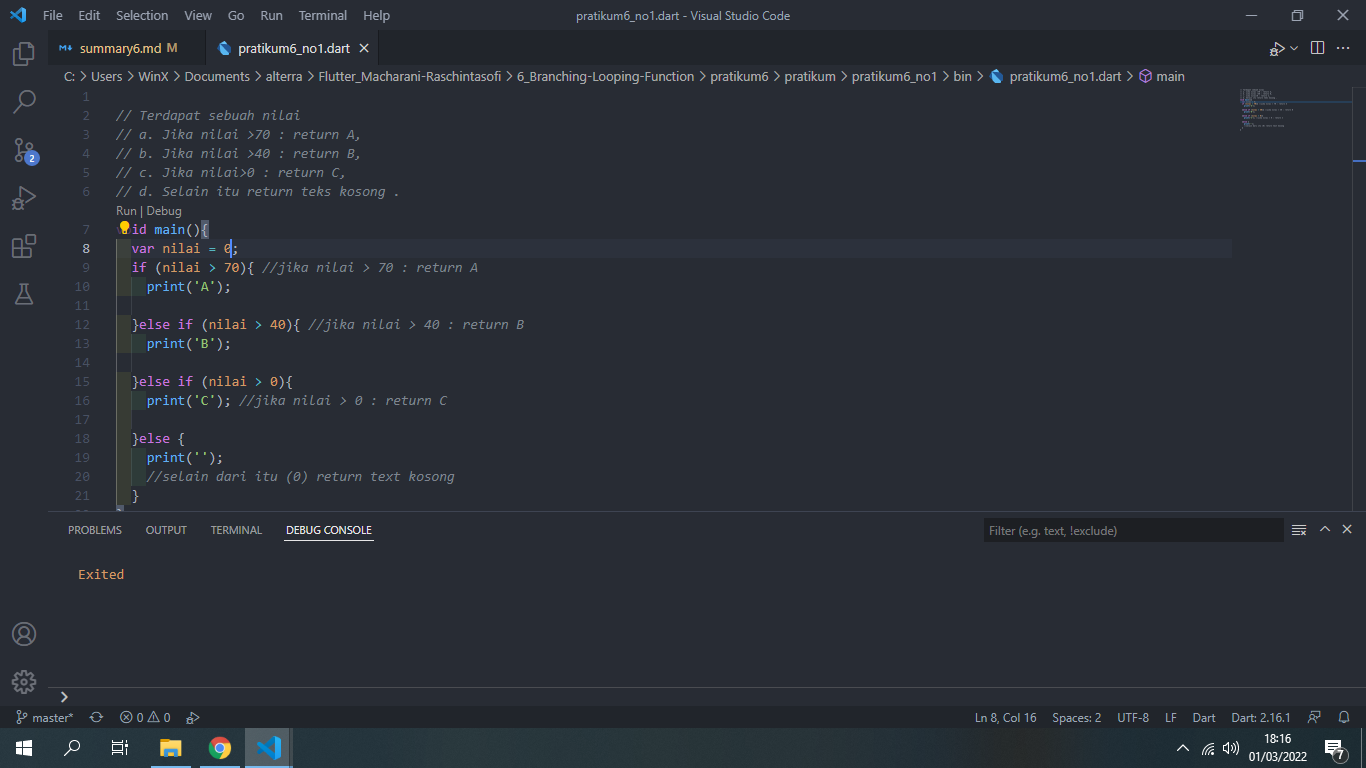 File Edit Selection View Go Run Terminal Help pratikum6_no1.dart - Visual Studio Code
summary6.md M pratikum6_no1.dart
C: > Users > WinX > Documents > alterra > Flutter_Macharani-Raschintasofi > 6_Branching-Looping-Function > pratikum6 > pratikum > pratikum6_no1 > bin > pratikum6_no1.dart > main
1
2 // Terdapat sebuah nilai
3 // a. Jika nilai >70 : return A,
4 // b. Jika nilai >40 : return B,
5 // c. Jika nilai>0 : return C,
6 // d. Selain itu return teks kosong .
Run | Debug
7 id main(){
8 var nilai = 0;
9 if (nilai > 70){ //jika nilai > 70 : return A
10 print('A');
11
12 }else if (nilai > 40){ //jika nilai > 40 : return B
13 print('B');
14
15 }else if (nilai > 0){
16 print('C'); //jika nilai > 0 : return C
17
18 }else {
19 print('');
20 //selain dari itu (0) return text kosong
21 }
2
PROBLEMS OUTPUT TERMINAL DEBUG CONSOLE Filter (e.g. text, !exclude)
Exited
master* 0 0 Ln 8, Col 16 Spaces: 2 UTF-8 LF Dart Dart: 2.16.1
18:16
01/03/2022
7